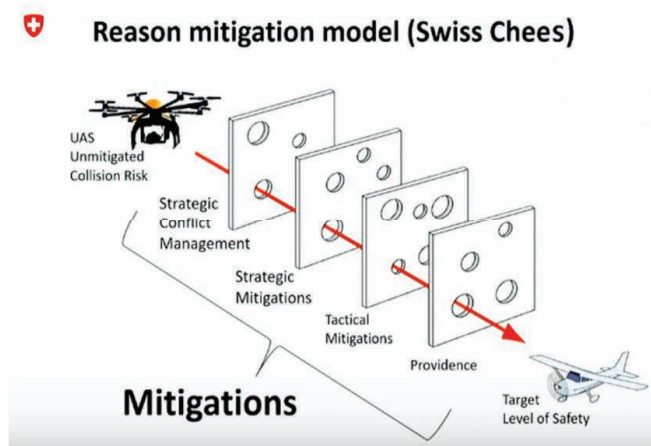 Reason mitigation model (Swiss Chees)
UAS
Unmitigated
Collision Risk
Strategic
Conflict
Management
Strategic
Mitigations
Tactical
Mitigations
Providence
Mitigations
Target
Level of Safety